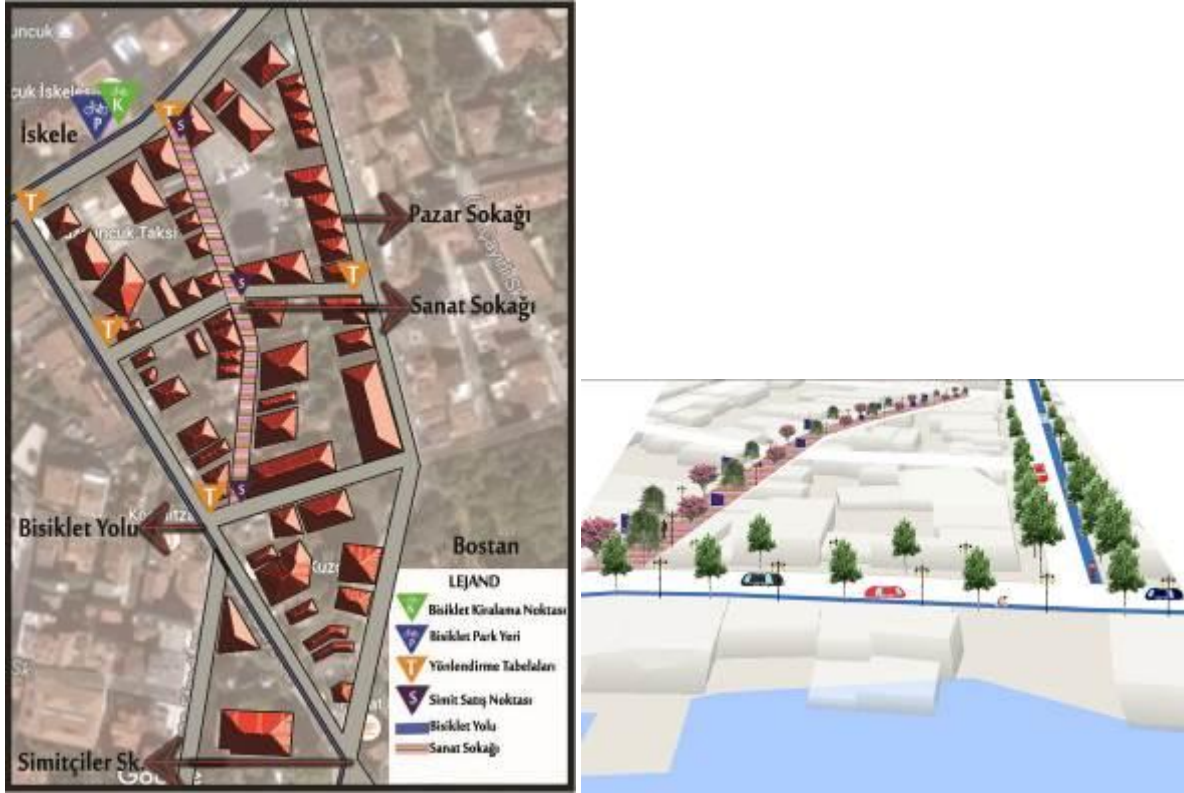 İskele
K
P
T
S
T
Pazar Sokağı
S
T
Sanat Sokağı
T
T
S
Bisiklet Yolu
Bostan
LEJAND
Bisiklet Kiralama Noktası
P Bisiklet Park Yeri
T Yönlendirme Tabelaları
S Simit Satış Noktası
Bisiklet Yolu
Sanat Sokağı
Simitçiler Sk.